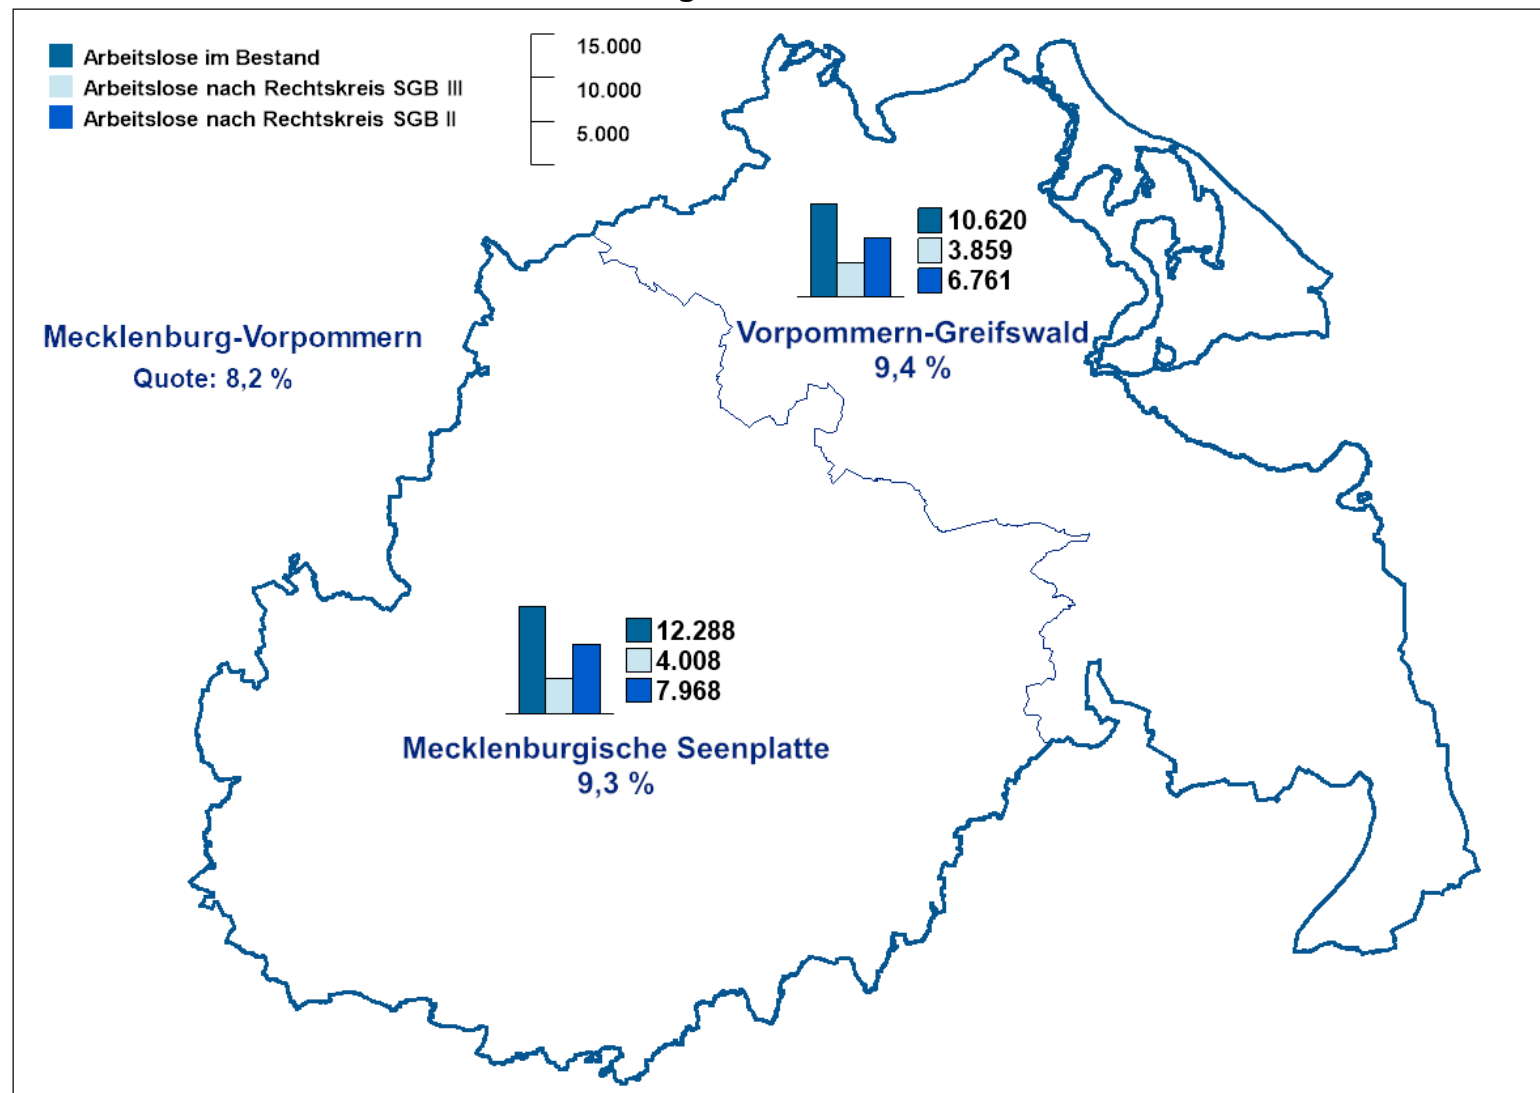 Arbeitslose im Bestand
Arbeitslose nach Rechtskreis SGB III
Arbeitslose nach Rechtskreis SGB II
15.000
10.000
5.000
10.620
3.859
6.761
Vorpommern-Greifswald
9,4 %
Mecklenburg-Vorpommern
Quote: 8,2 %
12.288
4.008
7.968
Mecklenburgische Seenplatte
9,3 %